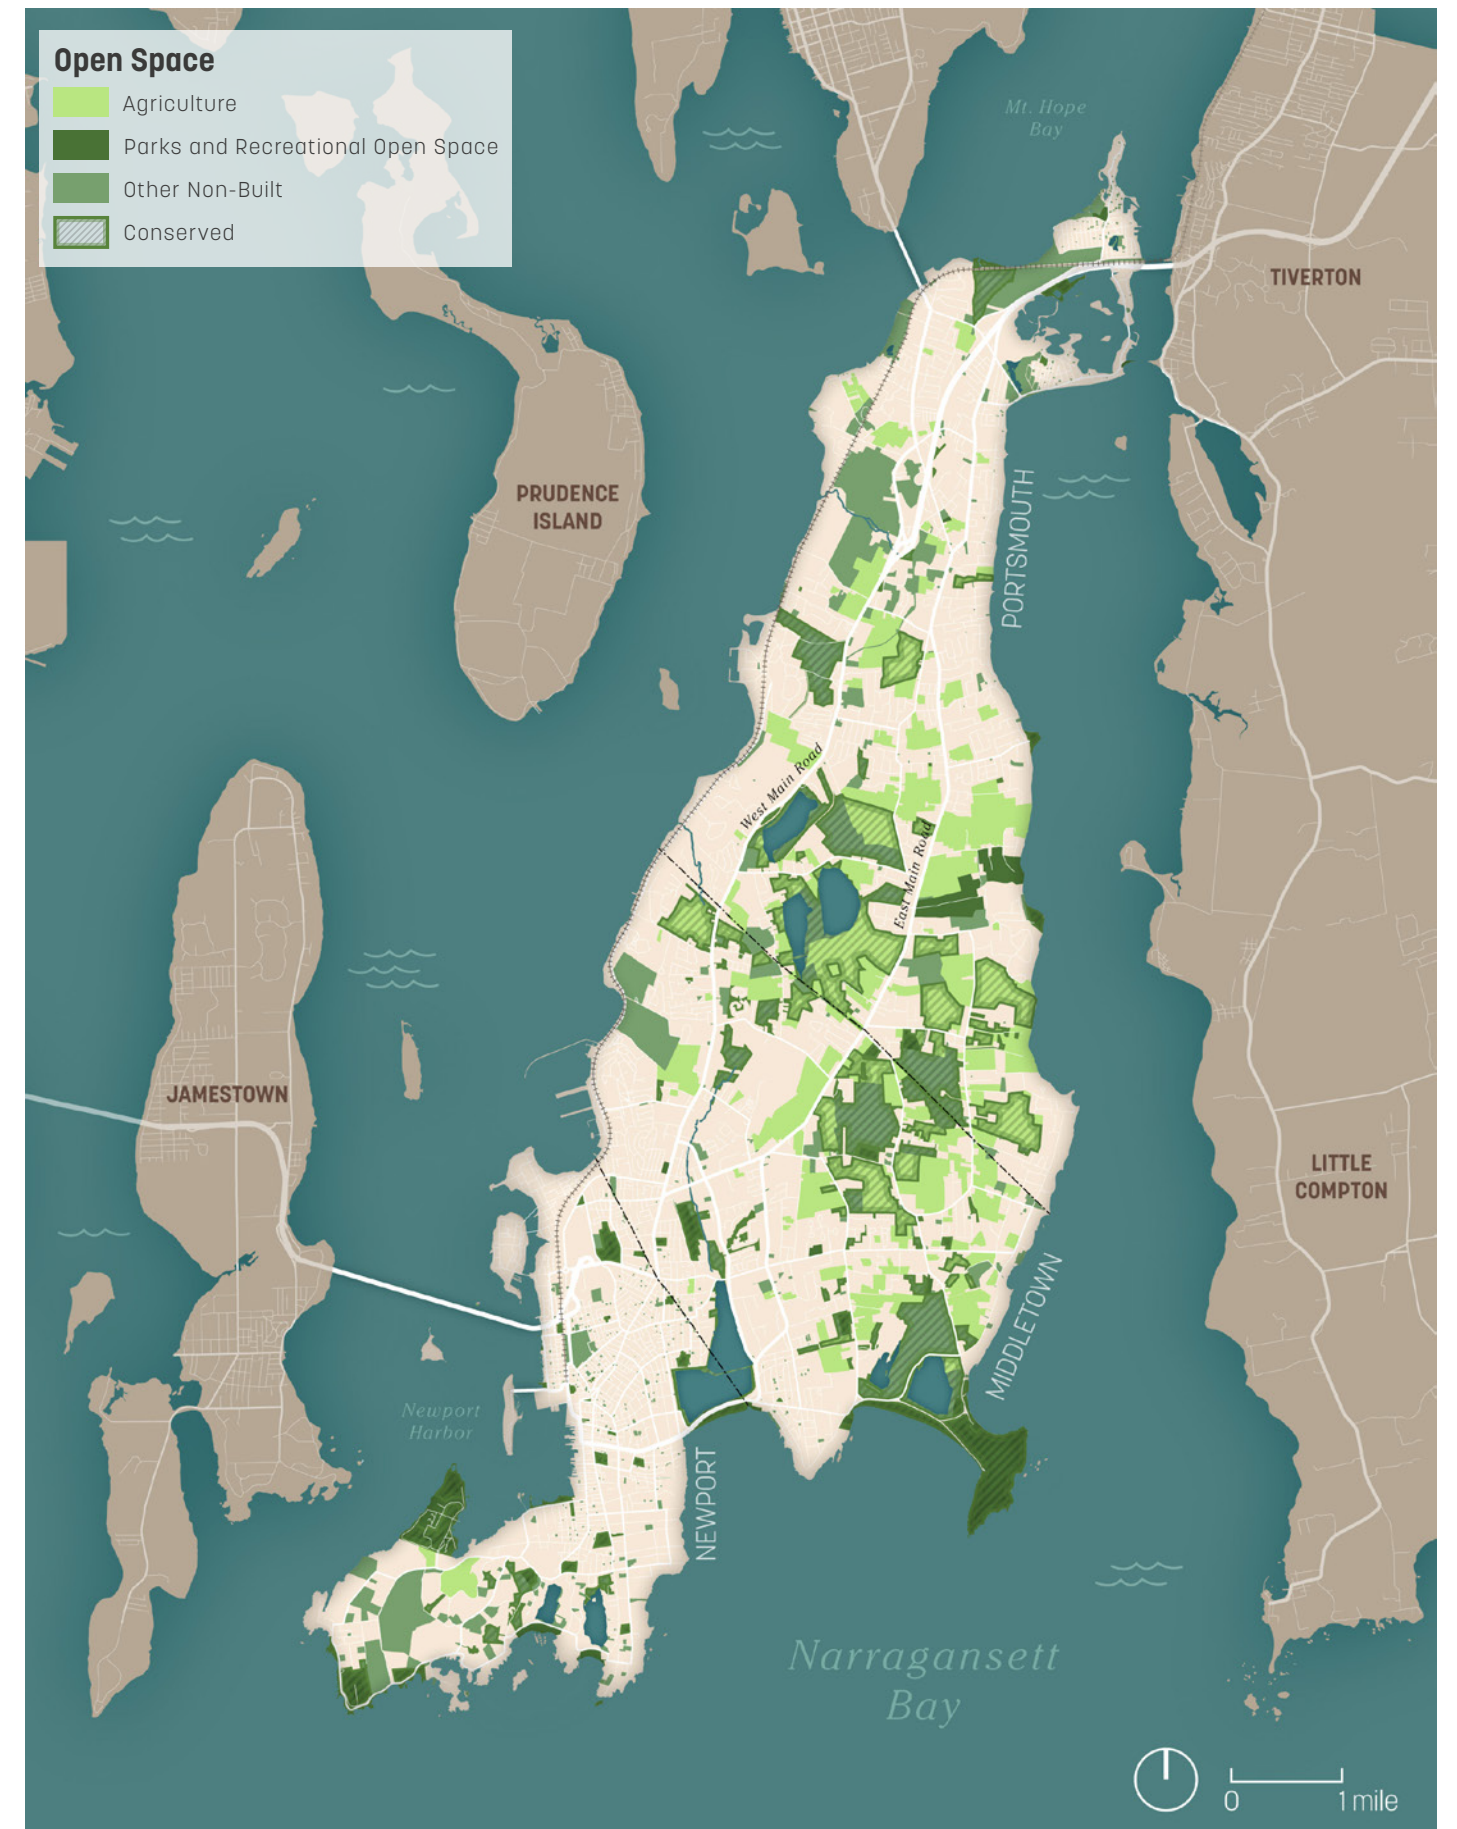 Open Space
Agriculture
Parks and Recreational Open Space
Other Non-Built
Conserved
Mt. Hope
Bay
TIVERTON
PRUDENCE
ISLAND
PORTSMOUTH
West Main Road
East Main Road
JAMESTOWN
LITTLE
COMPTON
MIDDLETOWN
Newport
Harbor
NEWPORT
Narragansett
Bay
0 1 mile